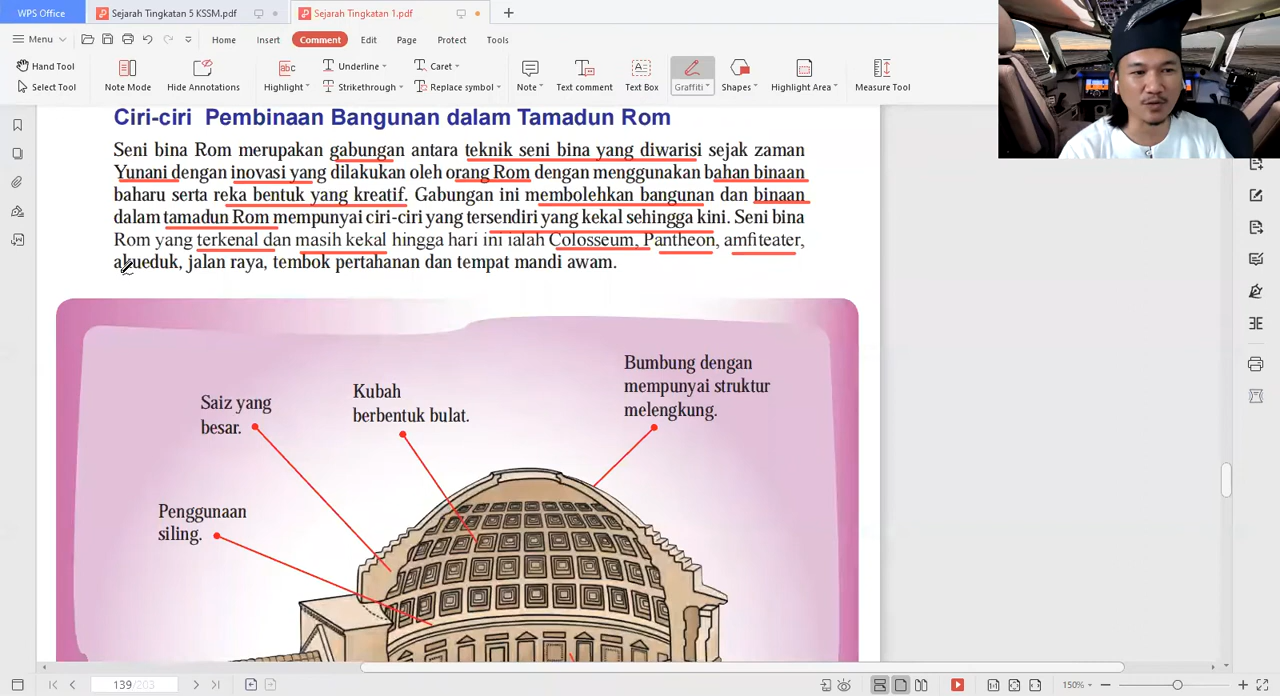 WPS Office
Sejarah Tingkatan 5 KSSM.pdf
Sejarah Tingkatan 1.pdf
Menu
Home
Insert
Comment
Edit
Page
Protect
Tools
Hand Tool
Select Tool
Note Mode
Hide Annotations
Highlight
Underline
Strikethrough
Caret
Replace symbol
Note
Text comment
Text Box
Graffiti
Shapes
Highlight Area
Measure Tool
Ciri-ciri Pembinaan Bangunan dalam Tamadun Rom
Seni bina Rom merupakan gabungan antara teknik seni bina yang diwarisi sejak zaman
Yunani dengan inovasi yang dilakukan oleh orang Rom dengan menggunakan bahan binaan
baharu serta reka bentuk yang kreatif. Gabungan ini membolehkan bangunan dan binaan
dalam tamadun Rom mempunyai ciri-ciri yang tersendiri yang kekal sehingga kini. Seni bina
Rom yang terkenal dan masih kekal hingga hari ini ialah Colosseum, Pantheon, amfiteater,
akueduk, jalan raya, tembok pertahanan dan tempat mandi awam.
Bumbung dengan
mempunyai struktur
melengkung.
Kubah
berbentuk bulat.
Saiz yang
besar.
Penggunaan
siling.
139/203
150%